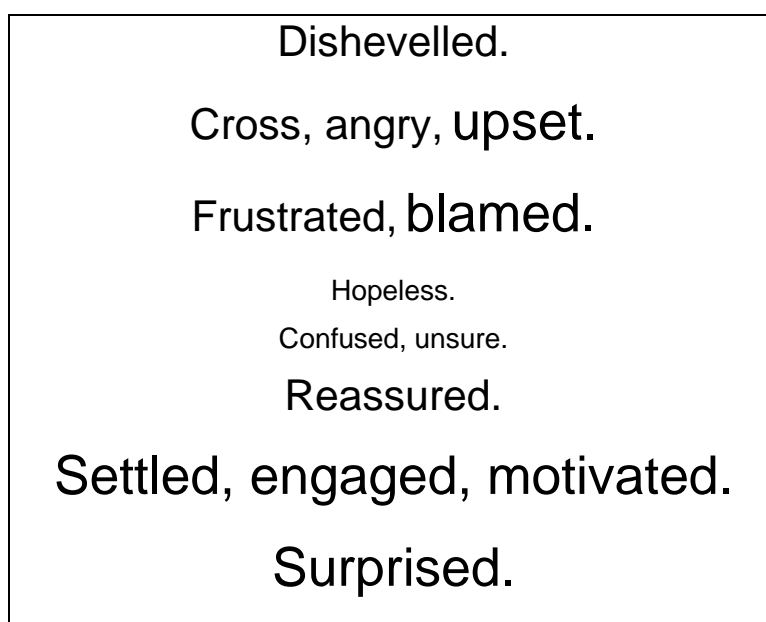 Dishevelled.
Cross, angry, upset.
Frustrated, blamed.
Hopeless.
Confused, unsure.
Reassured.
Settled, engaged, motivated.
Surprised.